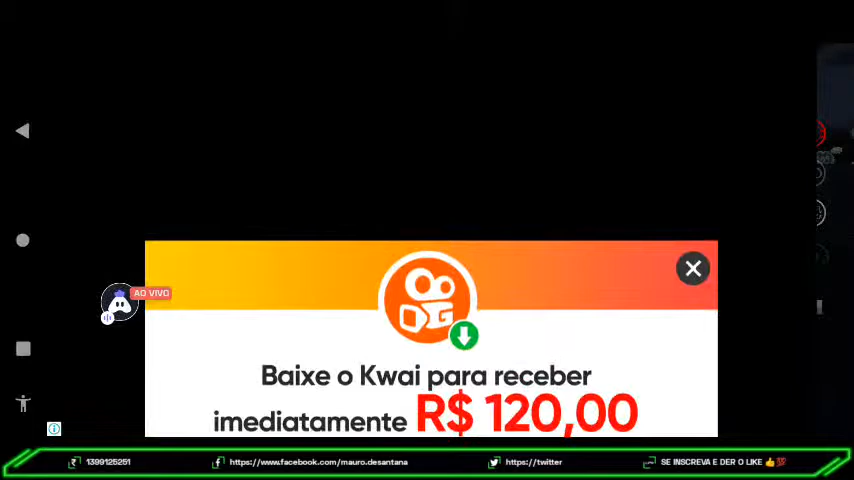 AO VIVO
Baixe o Kwai para receber
imediatamente R$ 120,00
1399125251
https://www.facebook.com/mauro.desantana
https://twitter
SE INSCREVA E DER O LIKE 👍💯